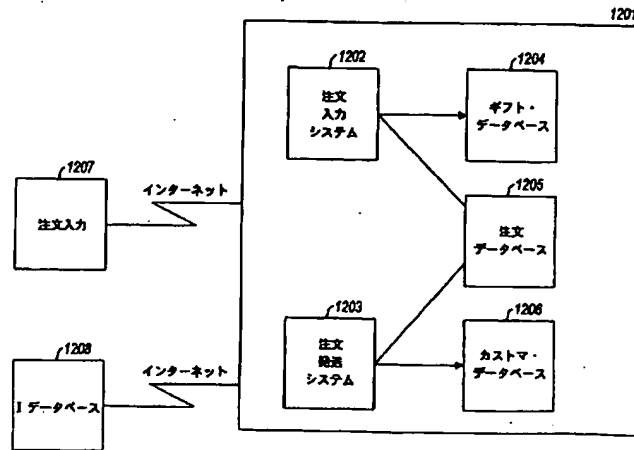 1201
1202
注文
入力
システム
1204
ギフト・
データベース
1207
注文入力
インターネット
1205
注文
データベース
1203
注文
発送
システム
1206
カストマ・
データベース
1208
I データベース
インターネット